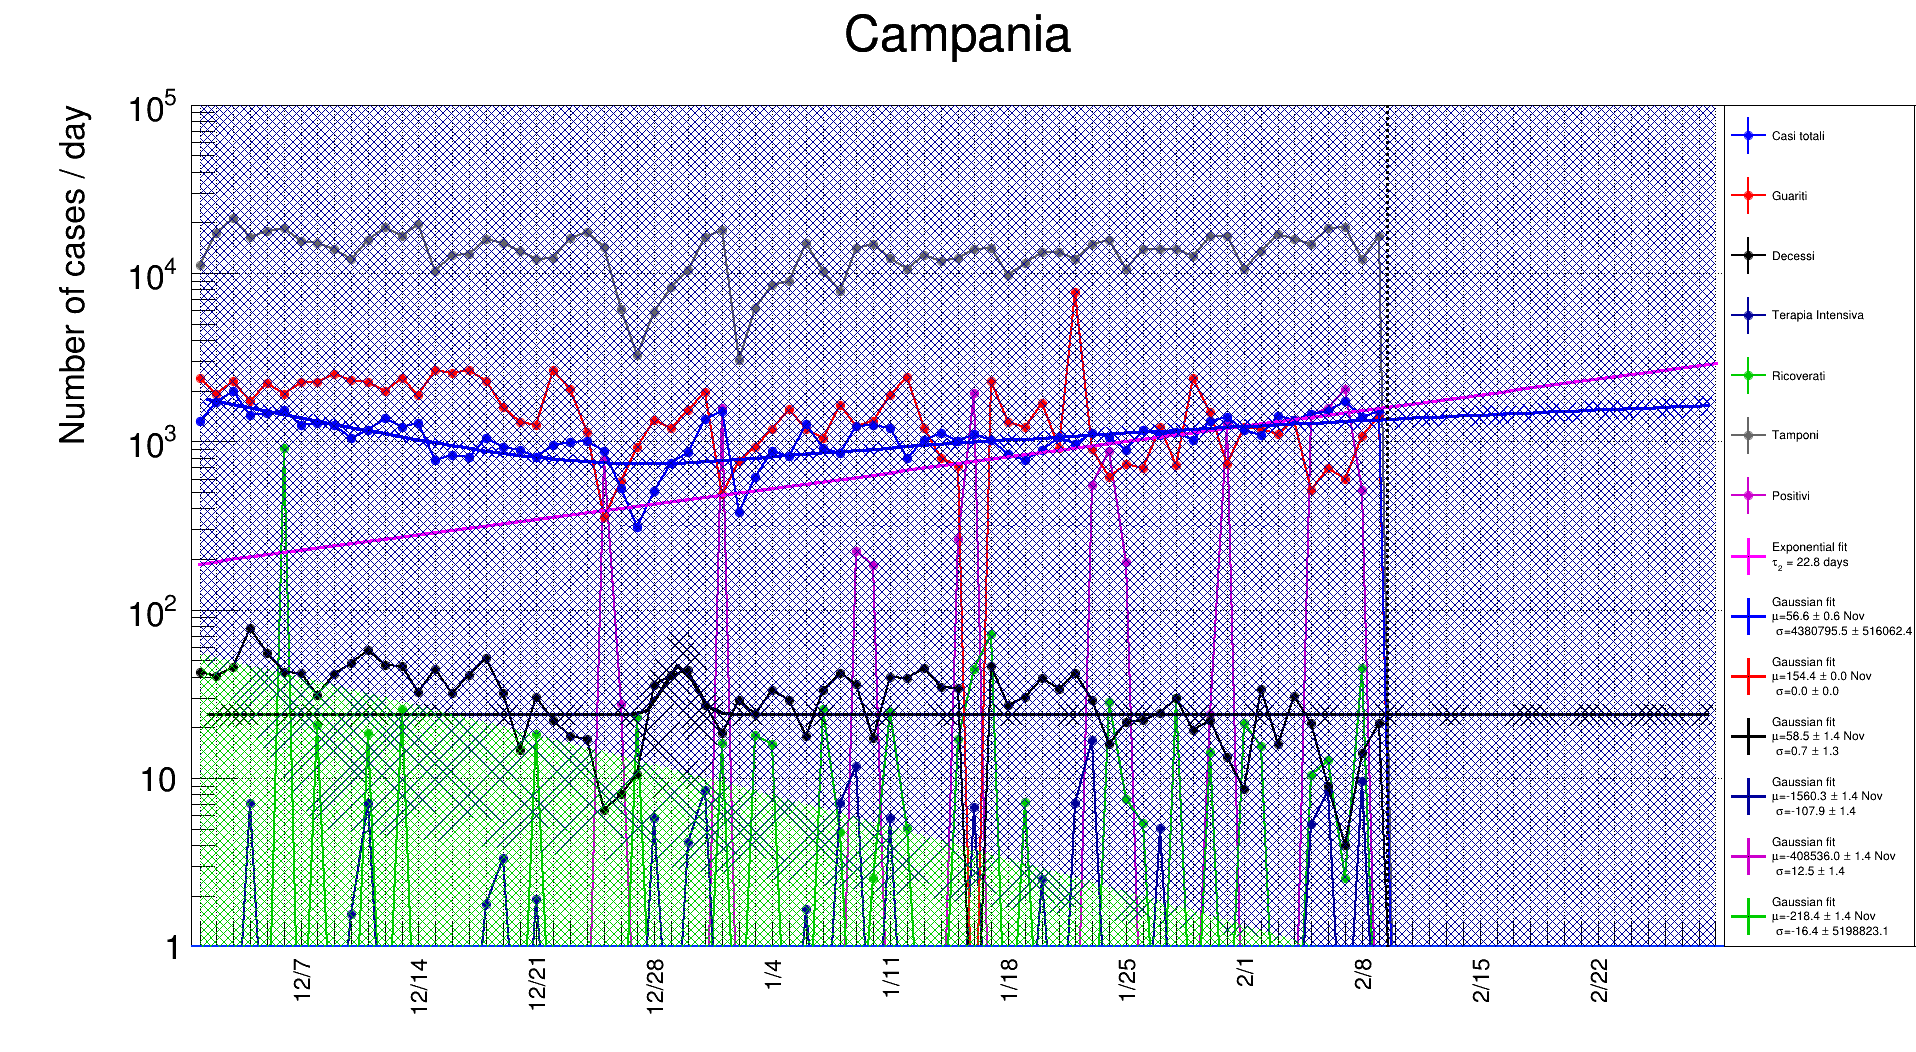 Campania
Number of cases / day
10^5
10^4
10^3
10^2
10
1
12/7
12/14
12/21
12/28
1/4
1/11
1/18
1/25
2/1
2/8
2/15
2/22
Casi totali
Guariti
Decessi
Terapia Intensiva
Ricoverati
Tamponi
Positivi
Exponential fit
τ2 = 22.8 days
Gaussian fit
μ=56.6 ± 0.6 Nov
σ=4380795.5 ± 516062.4
Gaussian fit
μ=154.4 ± 0.0 Nov
σ=0.0 ± 0.0
Gaussian fit
μ=58.5 ± 1.4 Nov
σ=0.7 ± 1.3
Gaussian fit
μ=-1560.3 ± 1.4 Nov
σ=-107.9 ± 1.4
Gaussian fit
μ=-408536.0 ± 1.4 Nov
σ=12.5 ± 1.4
Gaussian fit
μ=-218.4 ± 1.4 Nov
σ=-16.4 ± 5198823.1